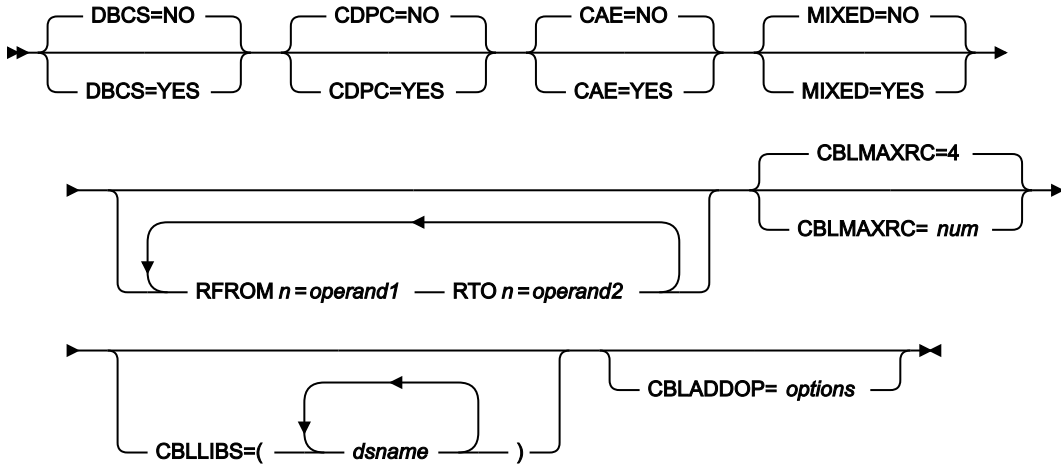 DBCS=NO CDPC=NO CAE=NO MIXED=NO
DBCS=YES CDPC=YES CAE=YES MIXED=YES
CBLMAXRC=4
CBLMAXRC= num
RFROM n=operand1 RTO n=operand2
CBLADDOP= options
CBLLIBS=( dsname )